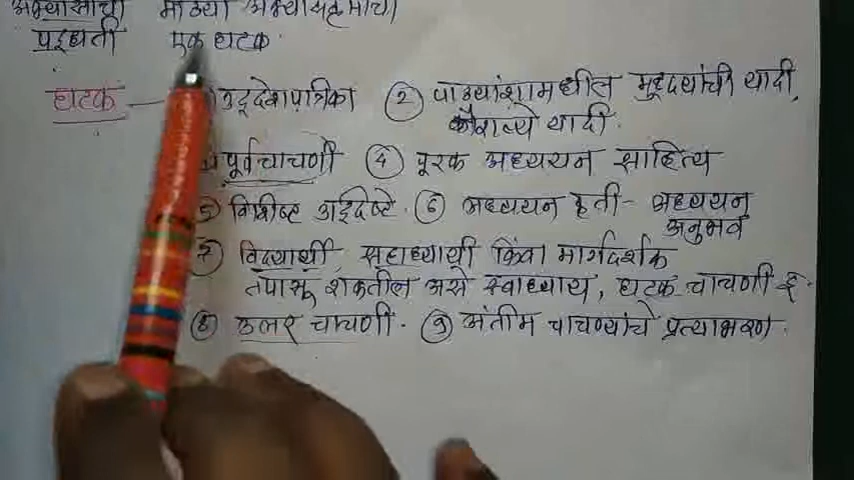 अभ्यासाची माठ्या अभ्यासक्रमाचा
पद्धती एक घटक
घटक — उद्देशपत्रिका ② पाठ्यांशामधील मुद्दयांची यादी,
कौशल्ये यादी.
पूर्वचाचणी ④ पूरक अध्ययन साहित्य
⑤ विशिष्ट उद्दिष्टे. ⑥ अध्ययन कृती - अध्ययन
अनुभव
⑦ विद्यार्थी, सहाध्यायी किंवा मार्गदर्शक
तपासू शकतील असे स्वाध्याय, घटक चाचणी इ.
⑧ उत्तर चाचणी. ⑨ अंतीम चाचण्यांचे प्रत्याभरण.